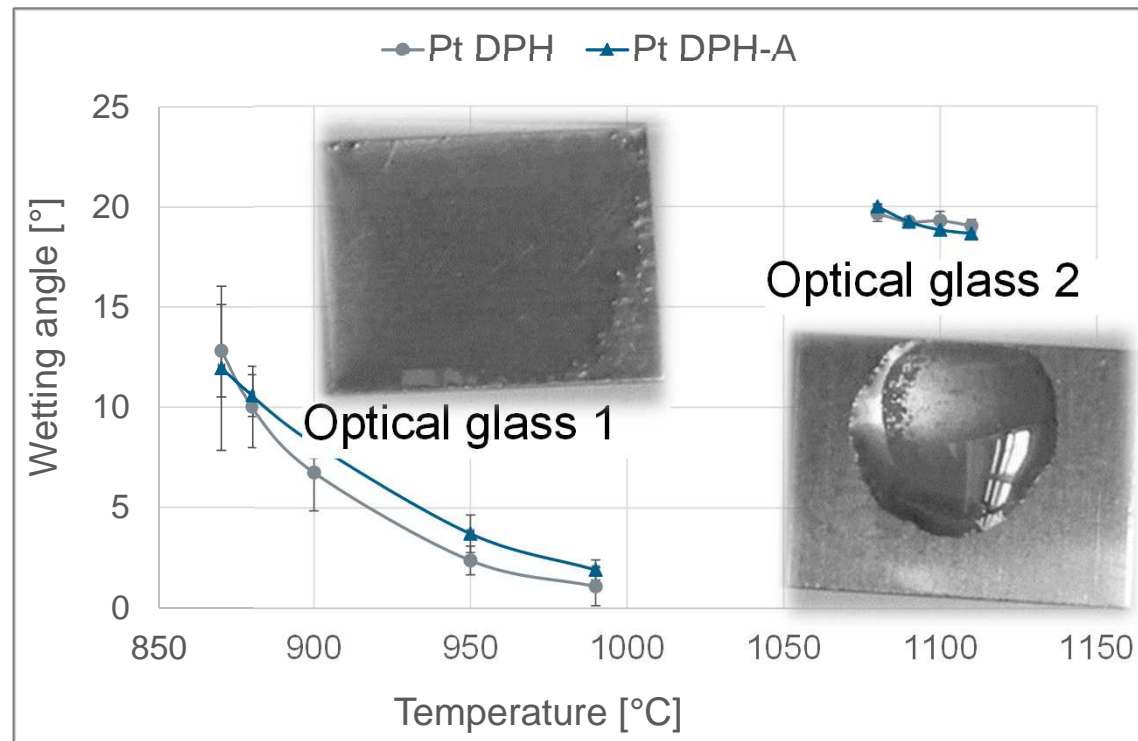 Pt DPH Pt DPH-A
25
20
15
10
5
0
Wetting angle [°]
Optical glass 1
Optical glass 2
850 900 950 1000 1050 1100 1150
Temperature [°C]